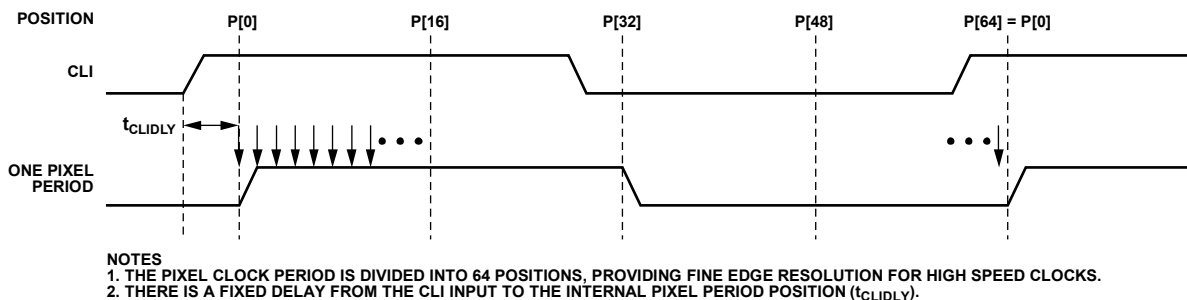 POSITION P[0] P[16] P[32] P[48] P[64] = P[0]
CLI
tCLIDLY
ONE PIXEL
PERIOD
NOTES
1. THE PIXEL CLOCK PERIOD IS DIVIDED INTO 64 POSITIONS, PROVIDING FINE EDGE RESOLUTION FOR HIGH SPEED CLOCKS.
2. THERE IS A FIXED DELAY FROM THE CLI INPUT TO THE INTERNAL PIXEL PERIOD POSITION (tCLIDLY).